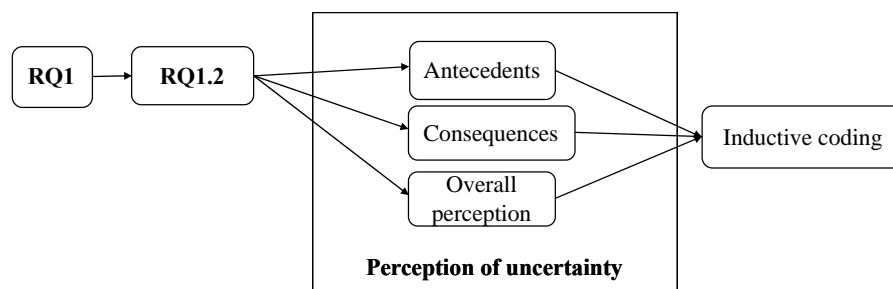 RQ1
RQ1.2
Antecedents
Consequences
Overall
perception
Inductive coding
Perception of uncertainty